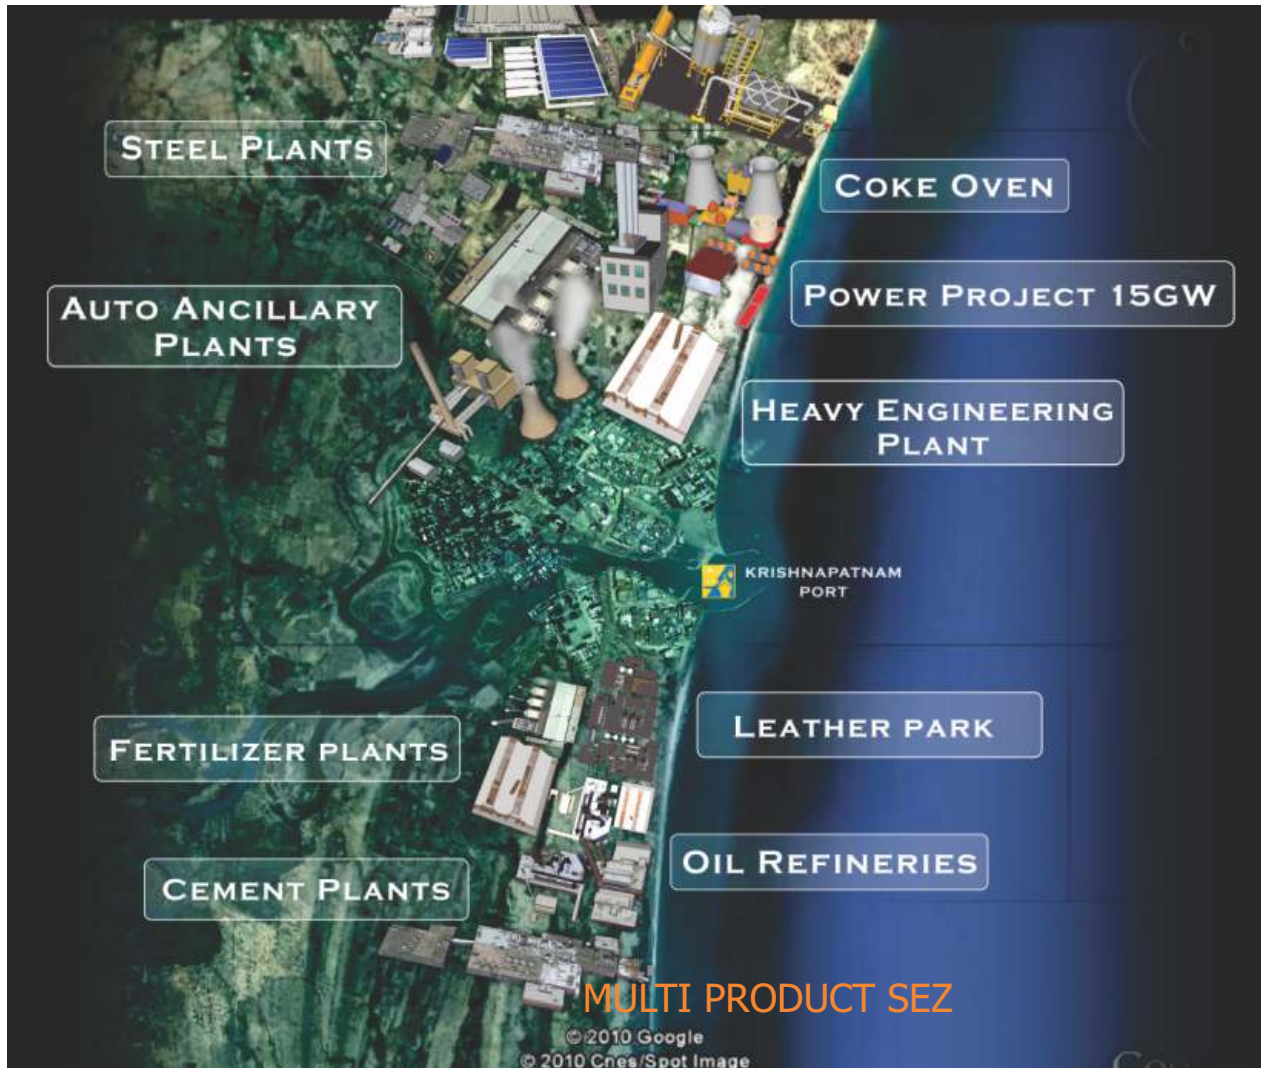 STEEL PLANTS
COKE OVEN
POWER PROJECT 15GW
AUTO ANCILLARY
PLANTS
HEAVY ENGINEERING
PLANT
KRISHNAPATNAM
PORT
LEATHER PARK
FERTILIZER PLANTS
OIL REFINERIES
CEMENT PLANTS
MULTI PRODUCT SEZ
© 2010 Google
© 2010 Cnes/Spot Image